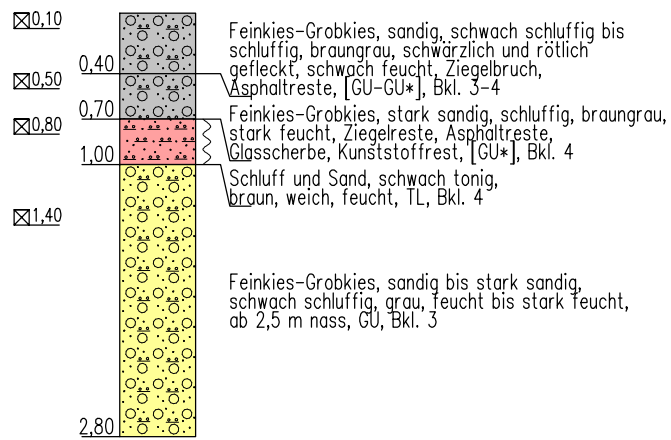 0,10
Feinkies-Grobkies, sandig, schwach schluffig bis
schluffig, braungrau, schwärzlich und rötlich
gefleckt, schwach feucht, Ziegelbruch,
Asphaltreste, [GU-GU*], Bkl. 3-4
0,40
0,50
0,70
Feinkies-Grobkies, stark sandig, schluffig, braungrau,
stark feucht, Ziegelreste, Asphaltreste,
Glasscherbe, Kunststoffrest, [GU*], Bkl. 4
0,80
1,00
Schluff und Sand, schwach tonig,
braun, weich, feucht, TL, Bkl. 4
1,40
Feinkies-Grobkies, sandig bis stark sandig,
schwach schluffig, grau, feucht bis stark feucht,
ab 2,5 m nass, GU, Bkl. 3
2,80